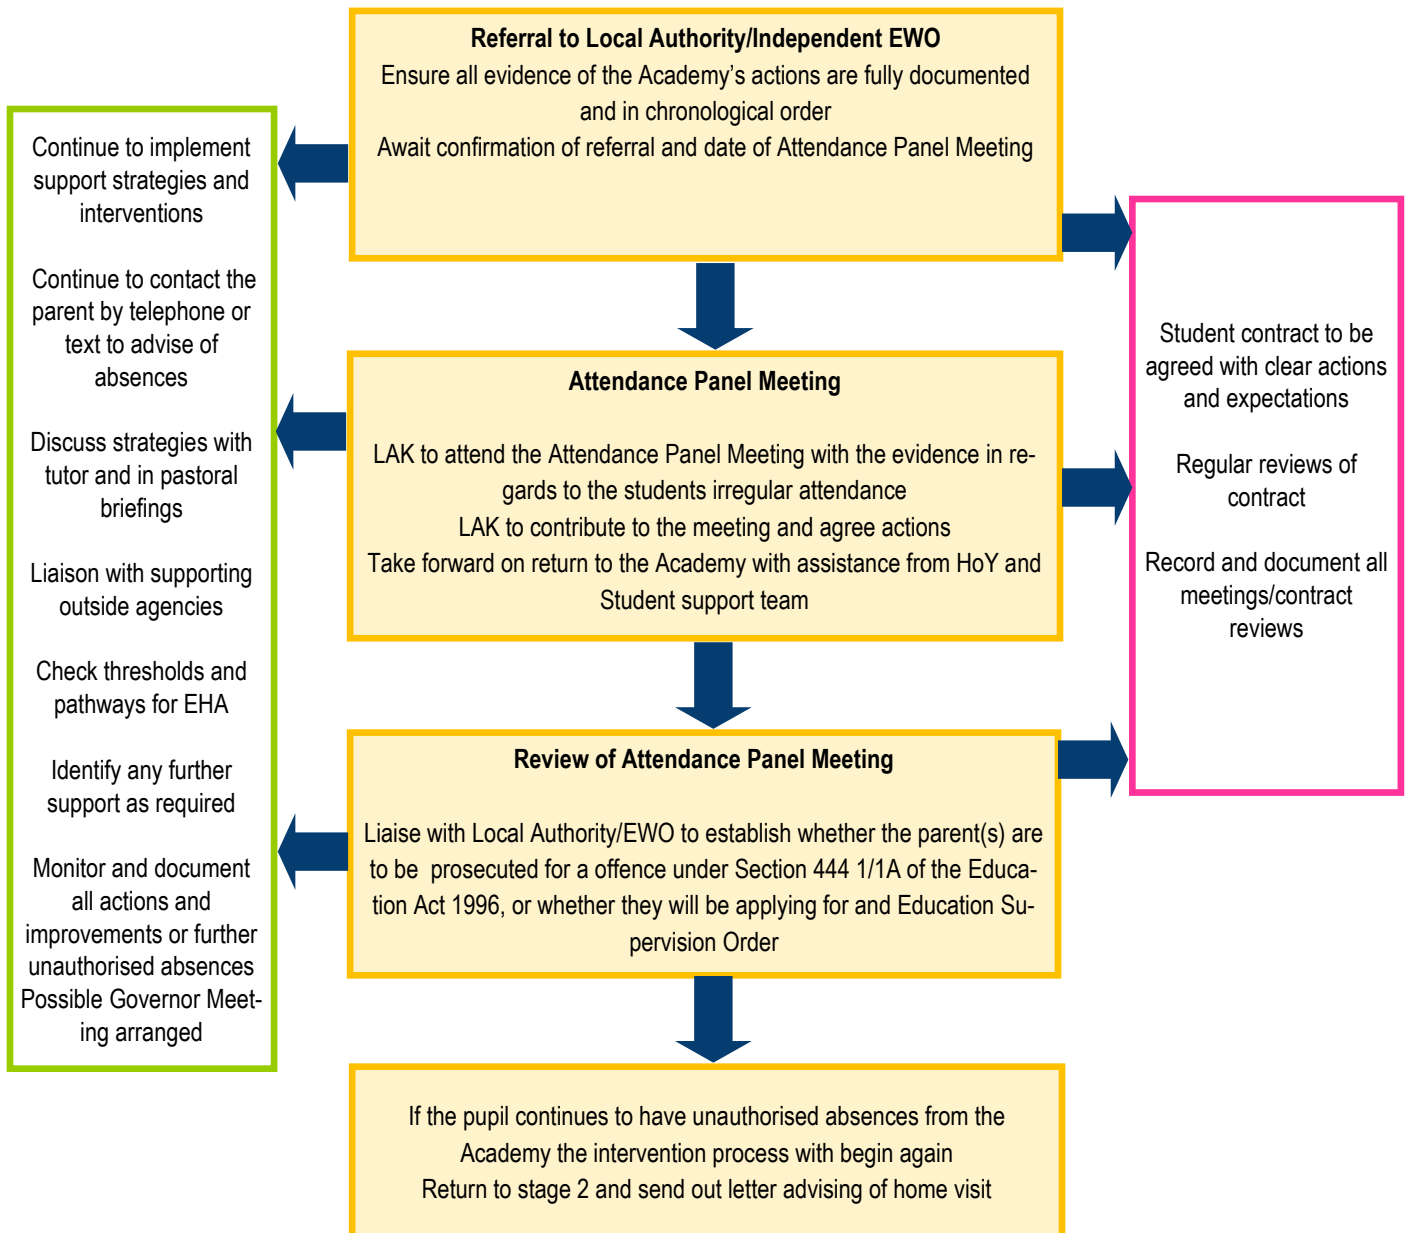 Referral to Local Authority/Independent EWO
Ensure all evidence of the Academy’s actions are fully documented
and in chronological order
Await confirmation of referral and date of Attendance Panel Meeting
Continue to implement
support strategies and
interventions
Continue to contact the
parent by telephone or
text to advise of
absences
Discuss strategies with
tutor and in pastoral
briefings
Liaison with supporting
outside agencies
Check thresholds and
pathways for EHA
Identify any further
support as required
Monitor and document
all actions and
improvements or further
unauthorised absences
Possible Governor Meet-
ing arranged
Attendance Panel Meeting
LAK to attend the Attendance Panel Meeting with the evidence in re-
gards to the students irregular attendance
LAK to contribute to the meeting and agree actions
Take forward on return to the Academy with assistance from HoY and
Student support team
Student contract to be
agreed with clear actions
and expectations
Regular reviews of
contract
Record and document all
meetings/contract
reviews
Review of Attendance Panel Meeting
Liaise with Local Authority/EWO to establish whether the parent(s) are
to be  prosecuted for a offence under Section 444 1/1A of the Educa-
tion Act 1996, or whether they will be applying for and Education Su-
pervision Order
If the pupil continues to have unauthorised absences from the
Academy the intervention process with begin again
Return to stage 2 and send out letter advising of home visit